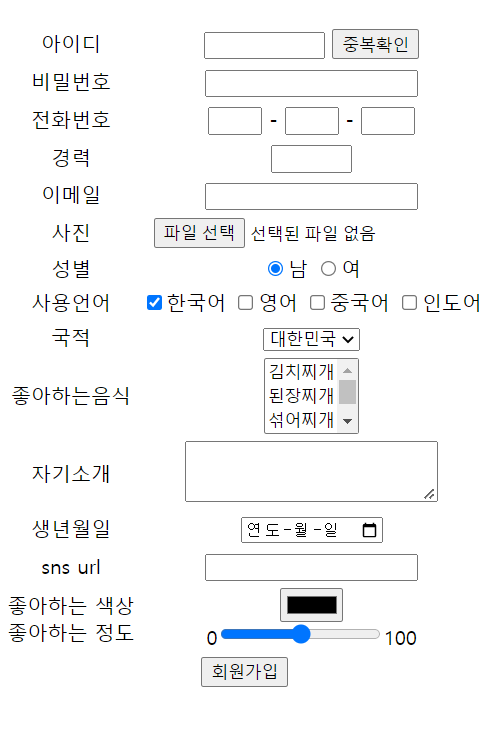 아이디 중복확인
비밀번호
전화번호 - -
경력
이메일
사진 파일 선택 선택된 파일 없음
성별 남 여
사용언어 한국어 영어 중국어 인도어
국적 대한민국
좋아하는음식 김치찌개
된장찌개
섞어찌개
자기소개
생년월일 연도-월-일
sns url
좋아하는 색상
좋아하는 정도 0 100
회원가입